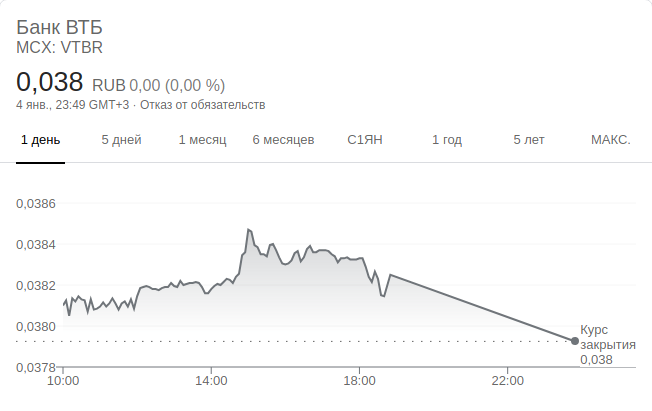 Банк ВТБ
MCX: VTBR
0,038 RUB 0,00 (0,00 %)
4 янв., 23:49 GMT+3 · Отказ от обязательств
1 день 5 дней 1 месяц 6 месяцев С1ЯН 1 год 5 лет МАКС.
0,0386
0,0384
0,0382
0,0380
0,0378
Курс
закрытия
0,038
10:00 14:00 18:00 22:00